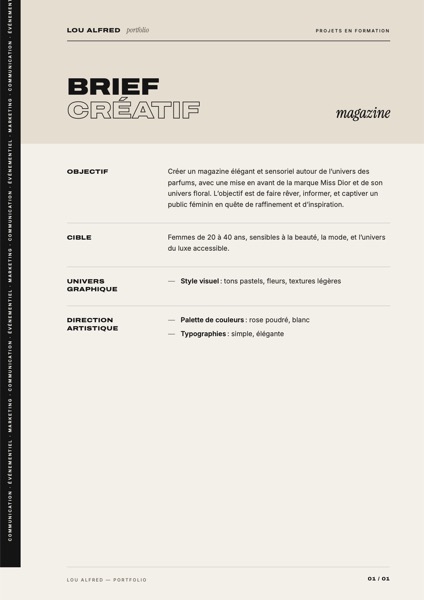 COMMUNICATION · ÉVÉNEMENTIEL · MARKETING · COMMUNICATION · ÉVÉNEMENTIEL · MARKETING · COMMUNICATION · ÉVÉNEMENTIEL · MARKETING · COMMUNICATION · ÉVÉNEMENT
LOU ALFRED portfolio
PROJETS EN FORMATION
BRIEF
CRÉATIF
magazine
OBJECTIF
Créer un magazine élégant et sensoriel autour de l'univers des
parfums, avec une mise en avant de la marque Miss Dior et de son
univers floral. L'objectif est de faire rêver, informer, et captiver un
public féminin en quête de raffinement et d'inspiration.
CIBLE
Femmes de 20 à 40 ans, sensibles à la beauté, la mode, et l'univers
du luxe accessible.
UNIVERS
GRAPHIQUE
— Style visuel : tons pastels, fleurs, textures légères
DIRECTION
ARTISTIQUE
— Palette de couleurs : rose poudré, blanc
— Typographies : simple, élégante
LOU ALFRED — PORTFOLIO
01 / 01